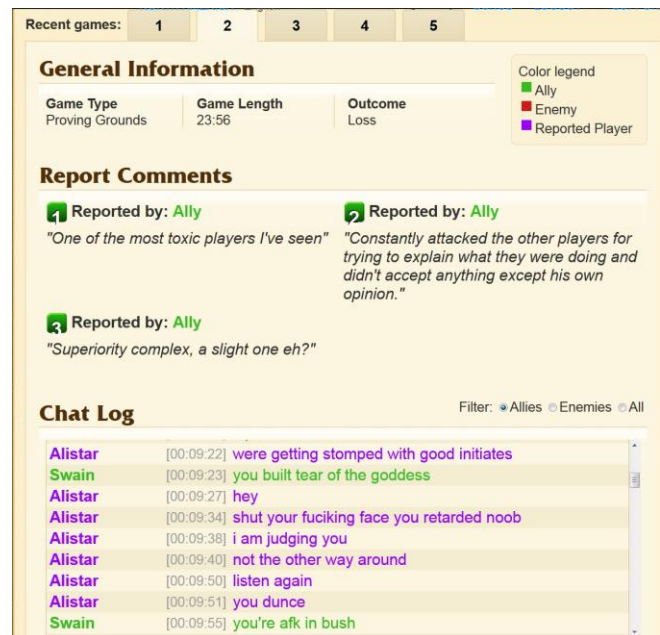 Recent games: 1 2 3 4 5
General Information
Color legend
Ally
Enemy
Reported Player
Game Type Game Length Outcome
Proving Grounds 23:56 Loss
Report Comments
1 Reported by: Ally
"One of the most toxic players I've seen"
2 Reported by: Ally
"Constantly attacked the other players for
trying to explain what they were doing and
didn't accept anything except his own
opinion."
3 Reported by: Ally
"Superiority complex, a slight one eh?"
Chat Log
Filter: Allies Enemies All
Alistar [00:09:22] were getting stomped with good initiates
Swain [00:09:23] you built tear of the goddess
Alistar [00:09:27] hey
Alistar [00:09:34] shut your fuciking face you retarded noob
Alistar [00:09:38] i am judging you
Alistar [00:09:40] not the other way around
Alistar [00:09:50] listen again
Alistar [00:09:51] you dunce
Swain [00:09:55] you're afk in bush